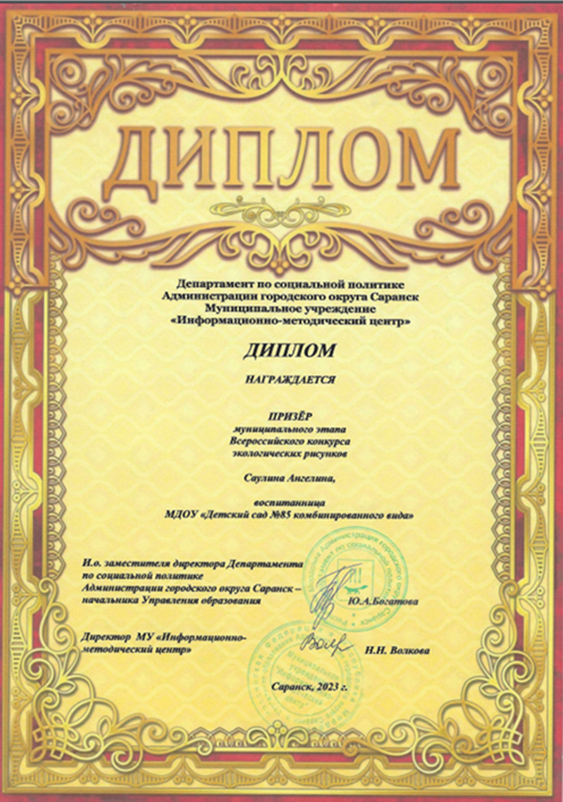 ДИПЛОМ
Департамент по социальной политике
Администрации городского округа Саранск
Муниципальное учреждение
«Информационно-методический центр»
ДИПЛОМ
НАГРАЖДАЕТСЯ
ПРИЗЁР
муниципального этапа
Всероссийского конкурса
экологических рисунков
Саулина Ангелина,
воспитанница
МДОУ «Детский сад №85 комбинированного вида»
И.о. заместителя директора Департамента
по социальной политике
Администрации городского округа Саранск –
начальника Управления образования
Ю.А.Богатова
Директор МУ «Информационно-
методический центр»
Н.Н. Волкова
Саранск, 2023 г.